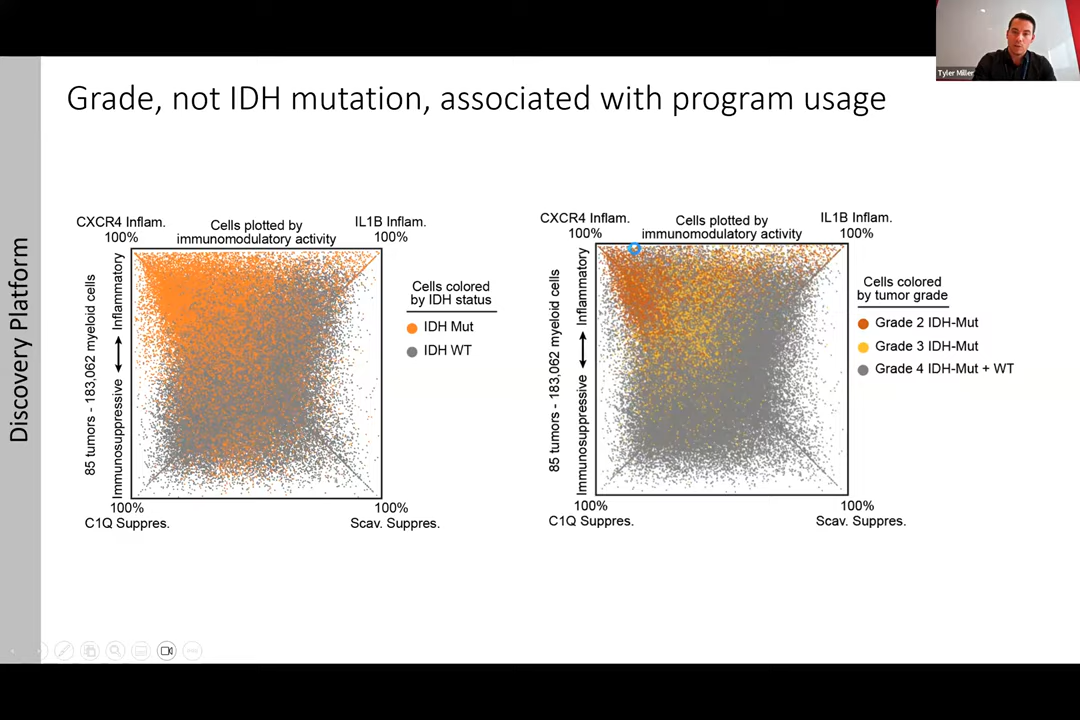 Tyler Miller
Grade, not IDH mutation, associated with program usage
Discovery Platform
CXCR4 Inflam.
100%
Cells plotted by
immunomodulatory activity
IL1B Inflam.
100%
85 tumors - 183,062 myeloid cells
Immunosuppressive
Inflammatory
100%
C1Q Suppres.
100%
Scav. Suppres.
Cells colored
by IDH status
IDH Mut
IDH WT
CXCR4 Inflam.
100%
Cells plotted by
immunomodulatory activity
IL1B Inflam.
100%
85 tumors - 183,062 myeloid cells
Immunosuppressive
Inflammatory
100%
C1Q Suppres.
100%
Scav. Suppres.
Cells colored
by tumor grade
Grade 2 IDH-Mut
Grade 3 IDH-Mut
Grade 4 IDH-Mut + WT